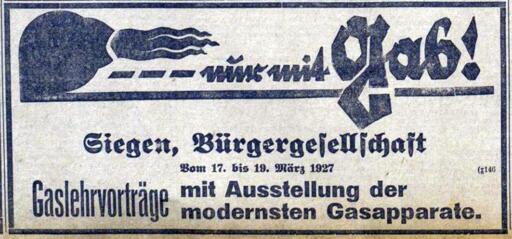 ---- nur mit Gas!
Siegen, Bürgergesellschaft
Vom 17. bis 19. März 1927
(g146
Gaslehrvorträge mit Ausstellung der
modernsten Gasapparate.